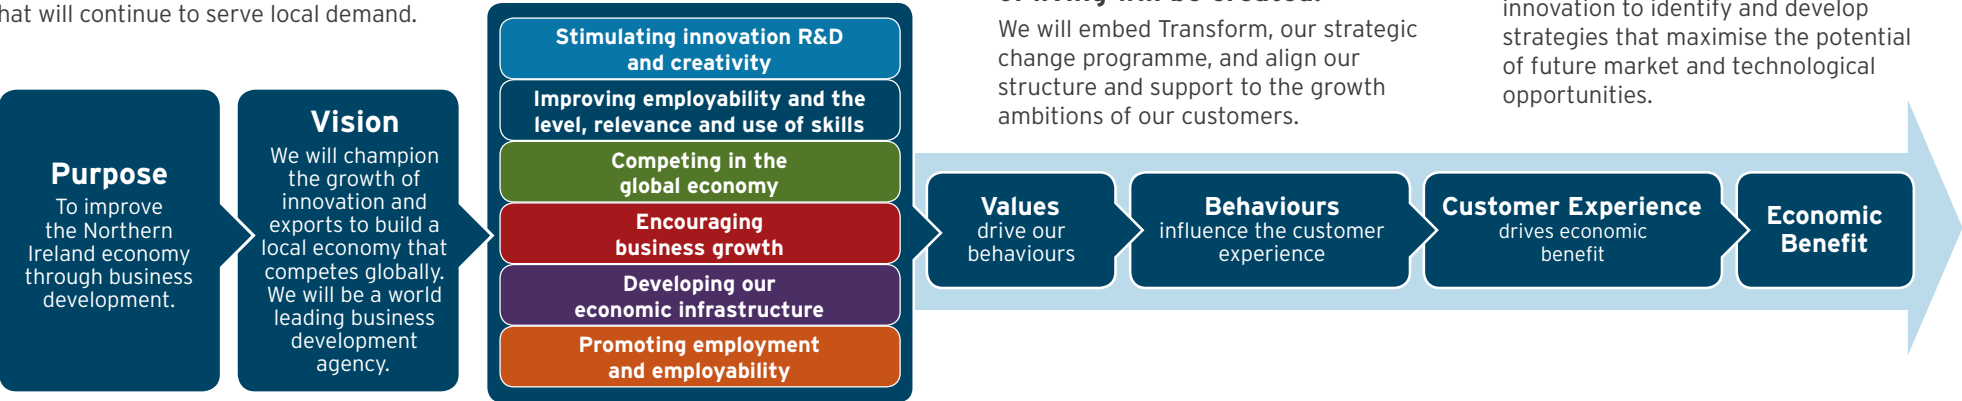 hat will continue to serve local demand.
We will embed Transform, our strategic
change programme, and align our
structure and support to the growth
ambitions of our customers.
innovation to identify and develop
strategies that maximise the potential
of future market and technological
opportunities.
Purpose
To improve
the Northern
Ireland economy
through business
development.
Vision
We will champion
the growth of
innovation and
exports to build a
local economy that
competes globally.
We will be a world
leading business
development
agency.
Stimulating innovation R&D
and creativity
Improving employability and the
level, relevance and use of skills
Competing in the
global economy
Encouraging
business growth
Developing our
economic infrastructure
Promoting employment
and employability
Values
drive our
behaviours
Behaviours
influence the customer
experience
Customer Experience
drives economic
benefit
Economic
Benefit